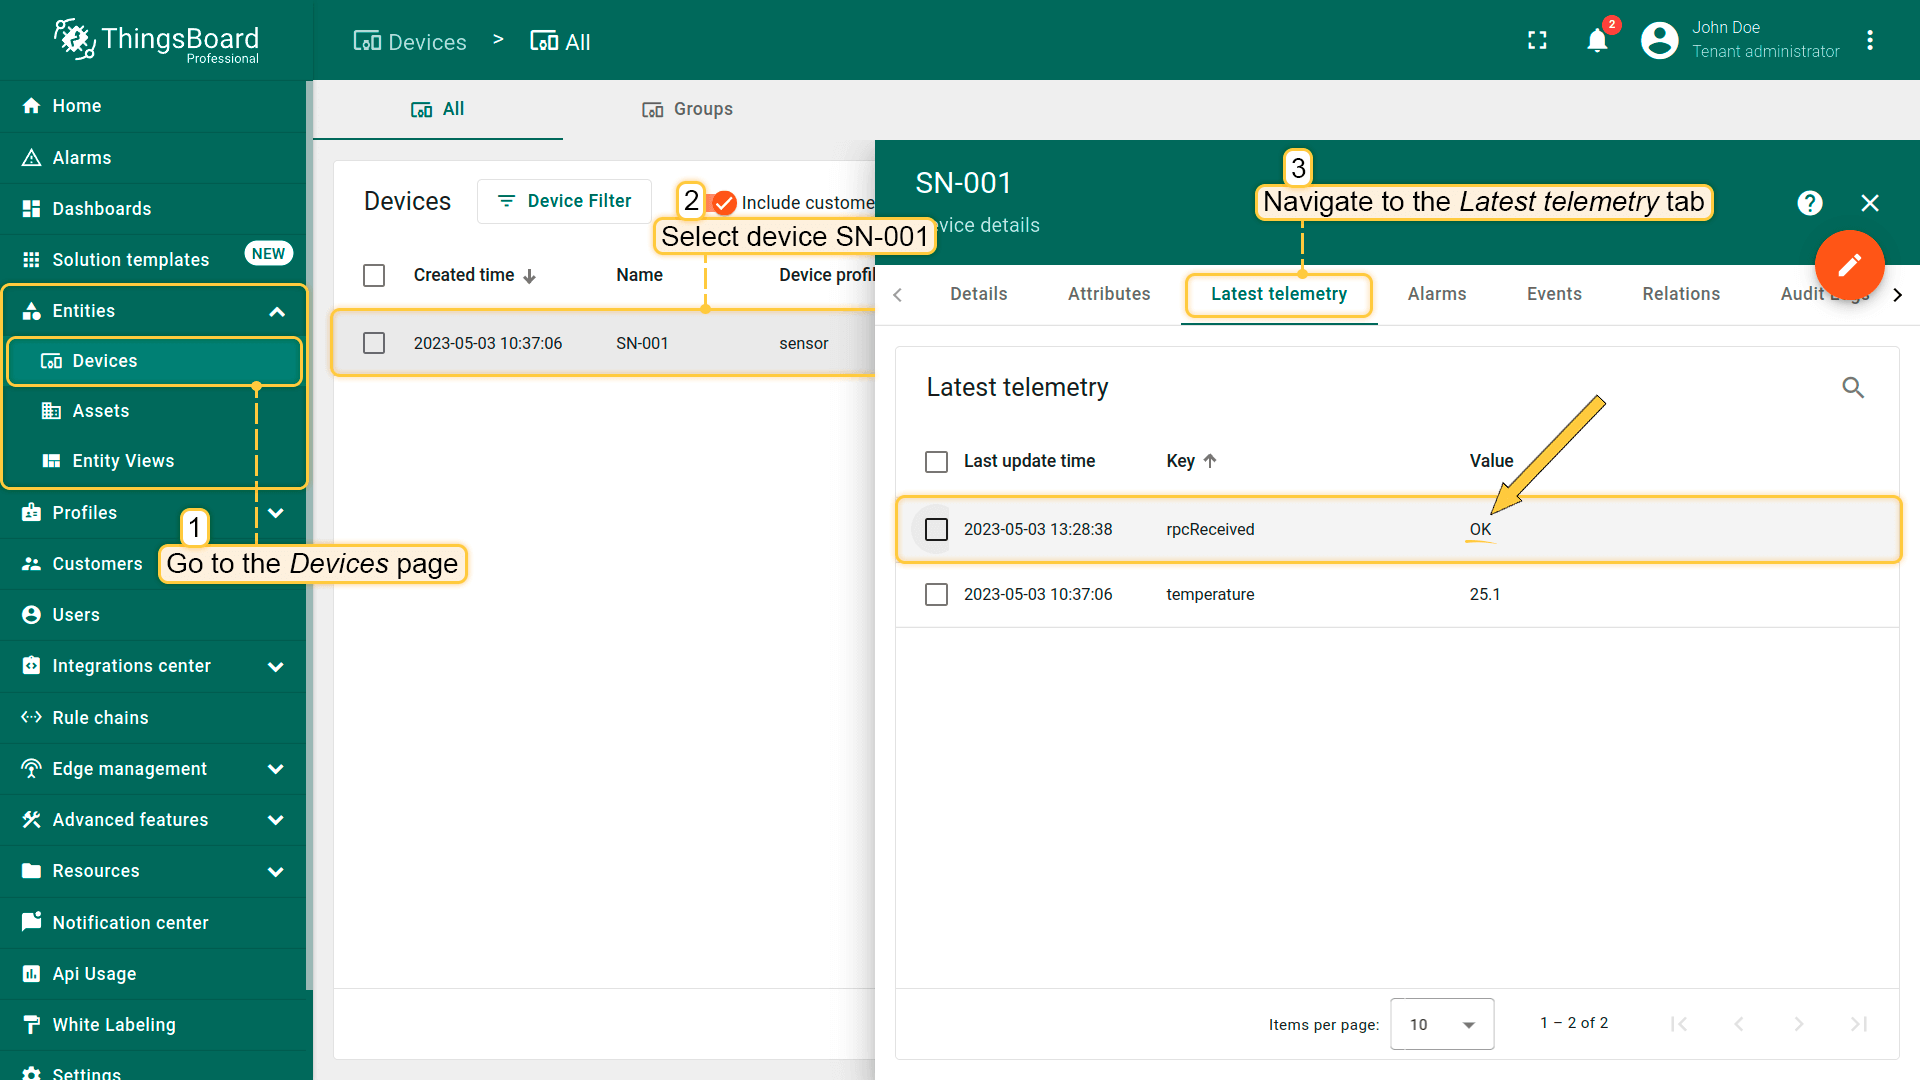 ThingsBoard
Professional
Devices > All
2
John Doe
Tenant administrator
Home
Alarms
Dashboards
Solution templates NEW
Entities
Devices
Assets
Entity Views
Profiles
Customers
Users
Integrations center
Rule chains
Edge management
Advanced features
Resources
Notification center
Api Usage
White Labeling
Settings
1
Go to the Devices page
All
Groups
Devices
Device Filter
2
Include custome
Select device SN-001
Created time
Name
Device profil
2023-05-03 10:37:06
SN-001
sensor
SN-001
vice details
3
Navigate to the Latest telemetry tab
?
Details
Attributes
Latest telemetry
Alarms
Events
Relations
Audit
Latest telemetry
Last update time
Key
Value
2023-05-03 13:28:38
rpcReceived
OK
2023-05-03 10:37:06
temperature
25.1
Items per page:
10
1 – 2 of 2